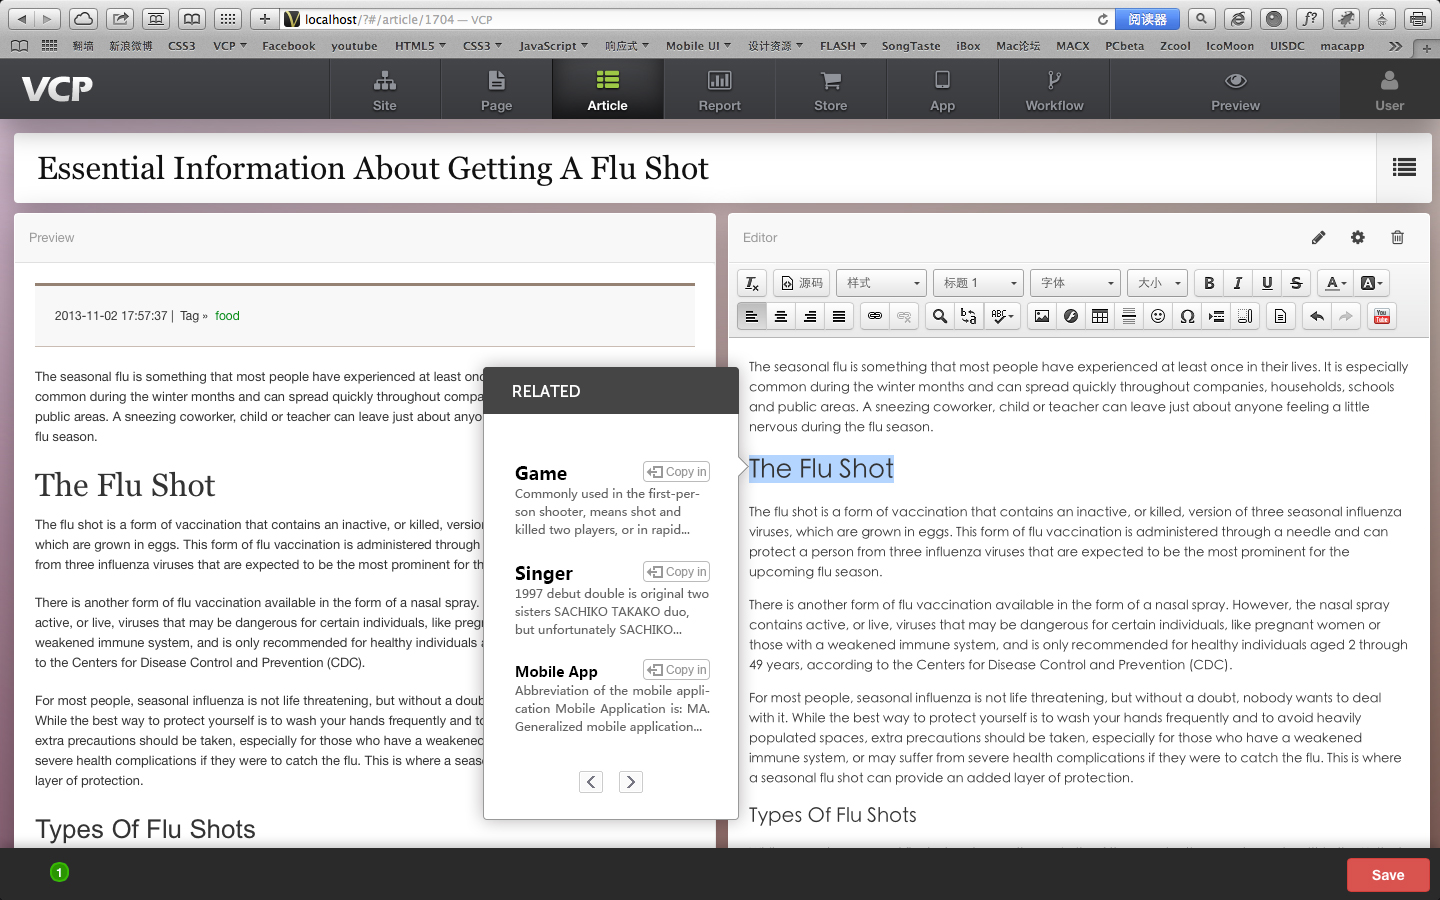 localhost/?#/article/1704 — VCP
阅读器
翻墙 新浪微博 CSS3 VCP Facebook youtube HTML5 CSS3 JavaScript 响应式 Mobile UI 设计资源 FLASH SongTaste iBox Mac论坛 MACX PCbeta Zcool IcoMoon UISDC macapp
VCP
Site Page Article Report Store App Workflow Preview User
Essential Information About Getting A Flu Shot
Preview
2013-11-02 17:57:37 | Tag » food
The seasonal flu is something that most people have experienced at least onc
common during the winter months and can spread quickly throughout compa
public areas. A sneezing coworker, child or teacher can leave just about anyo
flu season.
The Flu Shot
The flu shot is a form of vaccination that contains an inactive, or killed, versio
which are grown in eggs. This form of flu vaccination is administered through
from three influenza viruses that are expected to be the most prominent for th
There is another form of flu vaccination available in the form of a nasal spray.
active, or live, viruses that may be dangerous for certain individuals, like preg
weakened immune system, and is only recommended for healthy individuals a
to the Centers for Disease Control and Prevention (CDC).
For most people, seasonal influenza is not life threatening, but without a doub
While the best way to protect yourself is to wash your hands frequently and to
extra precautions should be taken, especially for those who have a weakened
severe health complications if they were to catch the flu. This is where a seas
layer of protection.
Types Of Flu Shots
RELATED
Game
Copy in
Commonly used in the first-per-
son shooter, means shot and
killed two players, or in rapid...
Singer
Copy in
1997 debut double is original two
sisters SACHIKO TAKAKO duo,
but unfortunately SACHIKO...
Mobile App
Copy in
Abbreviation of the mobile appli-
cation Mobile Application is: MA.
Generalized mobile application...
Editor
源码 样式 标题 1 字体 大小 B I U S A A
ABC You Tube
The seasonal flu is something that most people have experienced at least once in their lives. It is especially
common during the winter months and can spread quickly throughout companies, households, schools
and public areas. A sneezing coworker, child or teacher can leave just about anyone feeling a little
nervous during the flu season.
The Flu Shot
The flu shot is a form of vaccination that contains an inactive, or killed, version of three seasonal influenza
viruses, which are grown in eggs. This form of flu vaccination is administered through a needle and can
protect a person from three influenza viruses that are expected to be the most prominent for the
upcoming flu season.
There is another form of flu vaccination available in the form of a nasal spray. However, the nasal spray
contains active, or live, viruses that may be dangerous for certain individuals, like pregnant women or
those with a weakened immune system, and is only recommended for healthy individuals aged 2 through
49 years, according to the Centers for Disease Control and Prevention (CDC).
For most people, seasonal influenza is not life threatening, but without a doubt, nobody wants to deal
with it. While the best way to protect yourself is to wash your hands frequently and to avoid heavily
populated spaces, extra precautions should be taken, especially for those who have a weakened
immune system, or may suffer from severe health complications if they were to catch the flu. This is where
a seasonal flu shot can provide an added layer of protection.
Types Of Flu Shots
1
Save